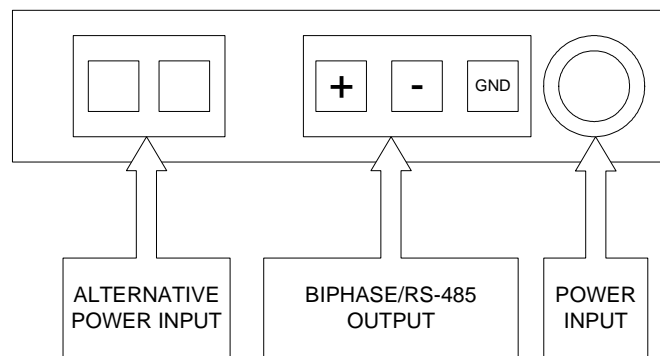 + - GND
ALTERNATIVE
POWER INPUT
BIPHASE/RS-485
OUTPUT
POWER
INPUT